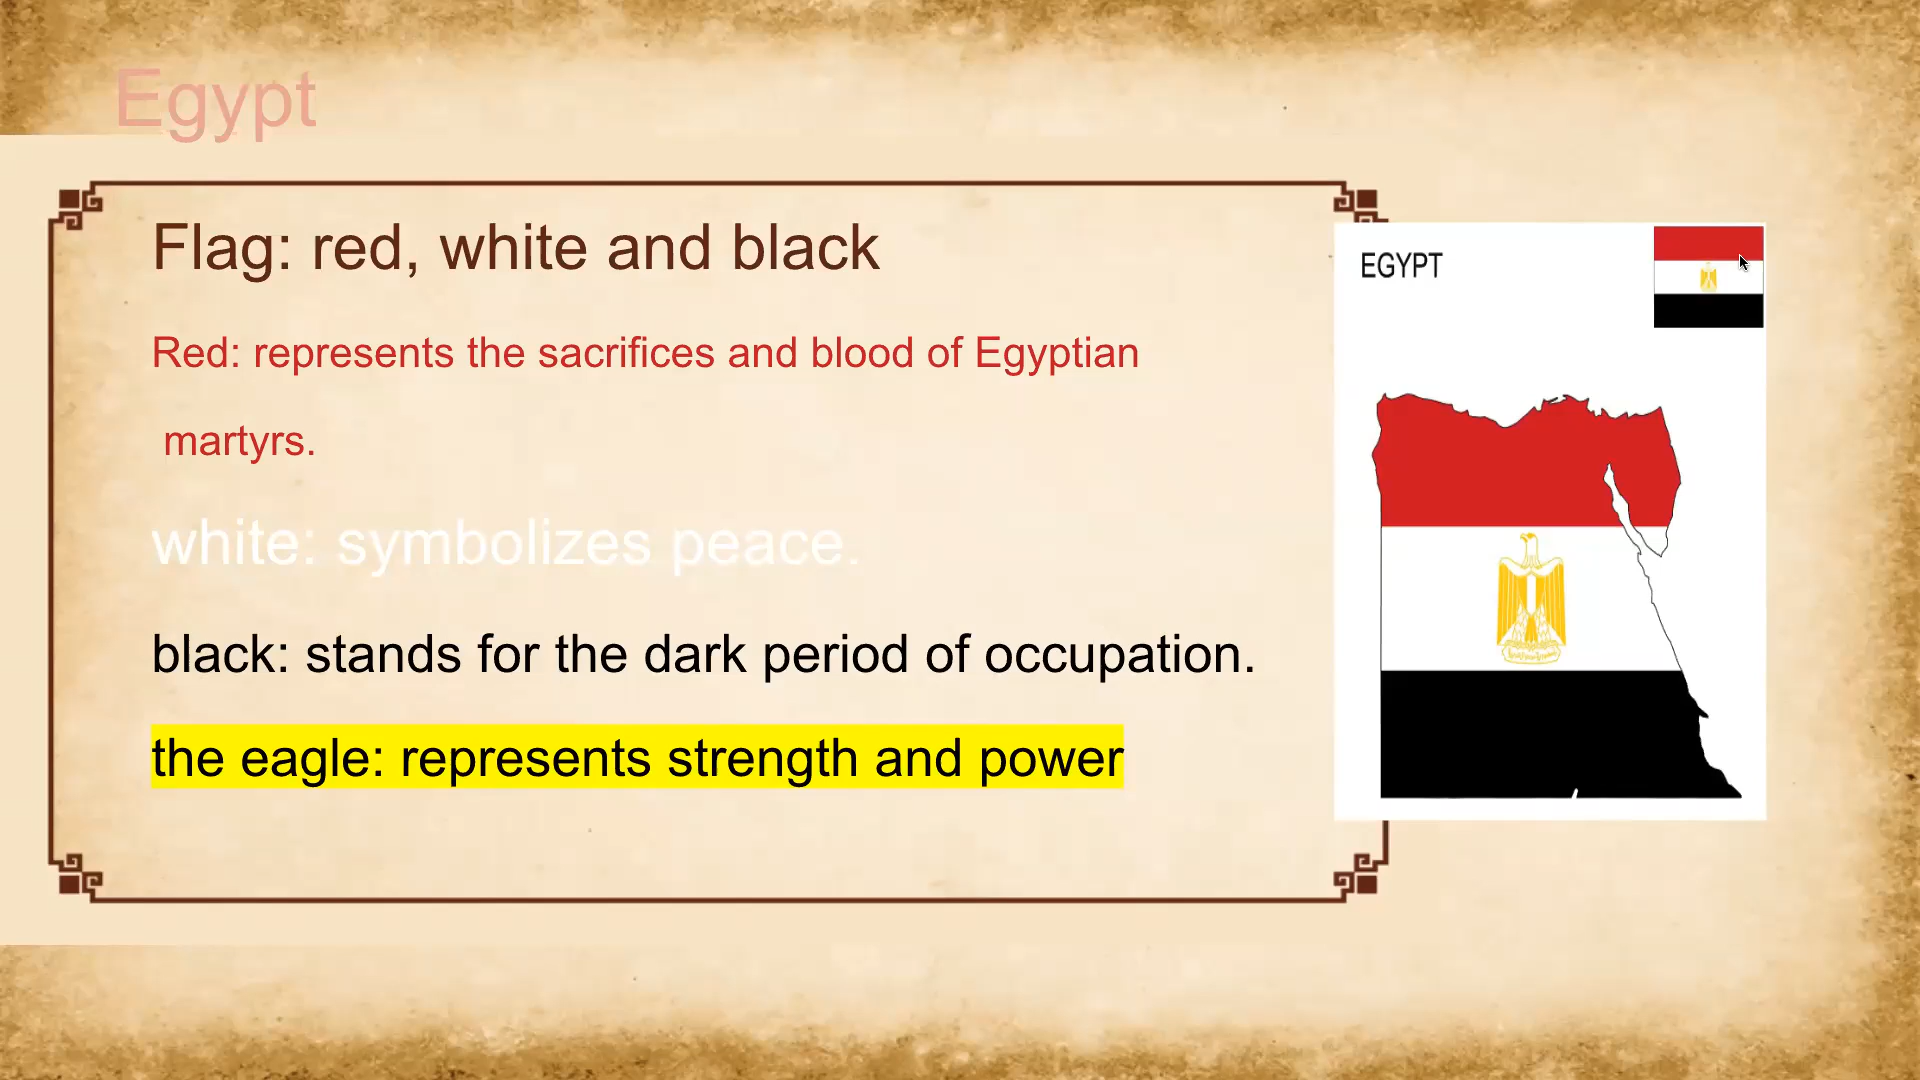 Egypt
Flag: red, white and black
Red: represents the sacrifices and blood of Egyptian
martyrs.
white: symbolizes peace.
black: stands for the dark period of occupation.
the eagle: represents strength and power
EGYPT